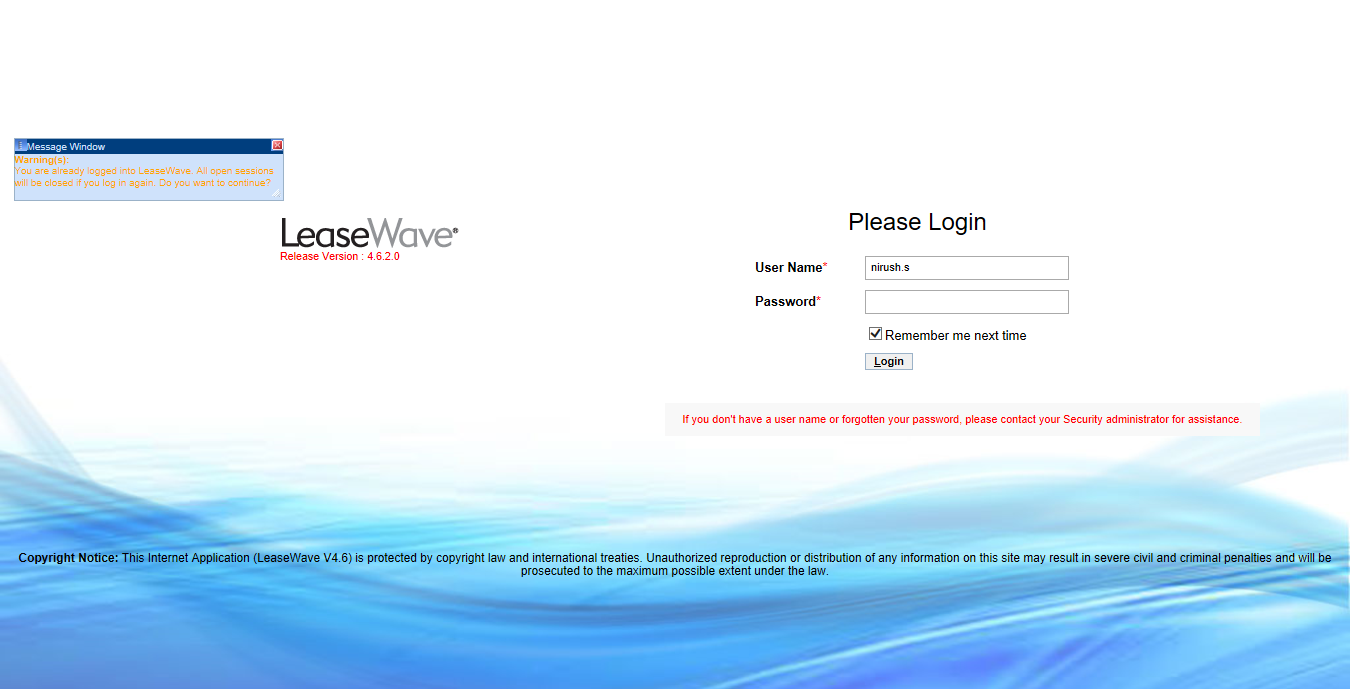 Message Window
Warning(s):
You are already logged into LeaseWave. All open sessions
will be closed if you log in again. Do you want to continue?
LeaseWave®
Release Version : 4.6.2.0
Please Login
User Name* nirush.s
Password*
Remember me next time
Login
If you don't have a user name or forgotten your password, please contact your Security administrator for assistance.
Copyright Notice: This Internet Application (LeaseWave V4.6) is protected by copyright law and international treaties. Unauthorized reproduction or distribution of any information on this site may result in severe civil and criminal penalties and will be
prosecuted to the maximum possible extent under the law.